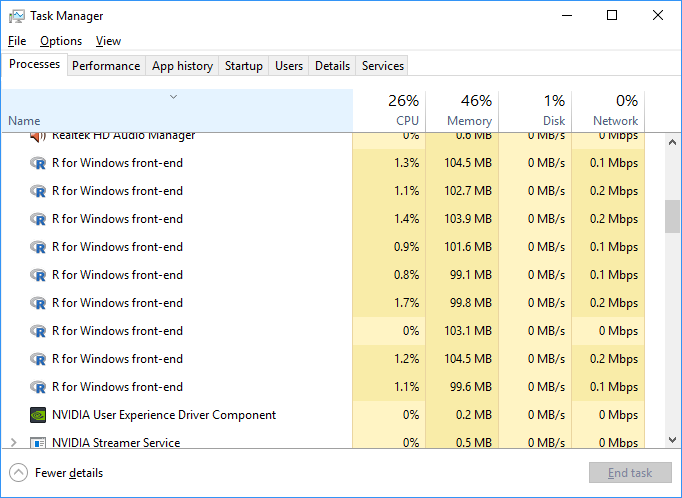 Task Manager
File Options View
Processes Performance App history Startup Users Details Services
26% 46% 1% 0%
Name CPU Memory Disk Network
Realtek HD Audio Manager 0% 0.6 MB 0 MB/s 0 Mbps
R R for Windows front-end 1.3% 104.5 MB 0 MB/s 0.1 Mbps
R R for Windows front-end 1.1% 102.7 MB 0 MB/s 0.2 Mbps
R R for Windows front-end 1.4% 103.9 MB 0 MB/s 0.2 Mbps
R R for Windows front-end 0.9% 101.6 MB 0 MB/s 0.1 Mbps
R R for Windows front-end 0.8% 99.1 MB 0 MB/s 0.1 Mbps
R R for Windows front-end 1.7% 99.8 MB 0 MB/s 0.2 Mbps
R R for Windows front-end 0% 103.1 MB 0 MB/s 0 Mbps
R R for Windows front-end 1.2% 104.5 MB 0 MB/s 0.2 Mbps
R R for Windows front-end 1.1% 99.6 MB 0 MB/s 0.1 Mbps
NVIDIA User Experience Driver Component 0% 0.2 MB 0 MB/s 0 Mbps
NVIDIA Streamer Service 0% 0.5 MB 0 MB/s 0 Mbps
Fewer details End task